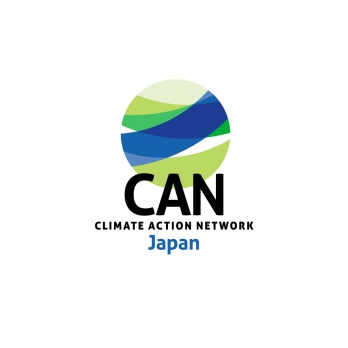 CAN
CLIMATE ACTION NETWORK
Japan